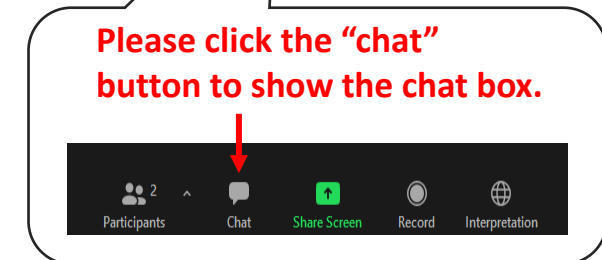 Please click the “chat”
button to show the chat box.
2
Participants Chat Share Screen Record Interpretation